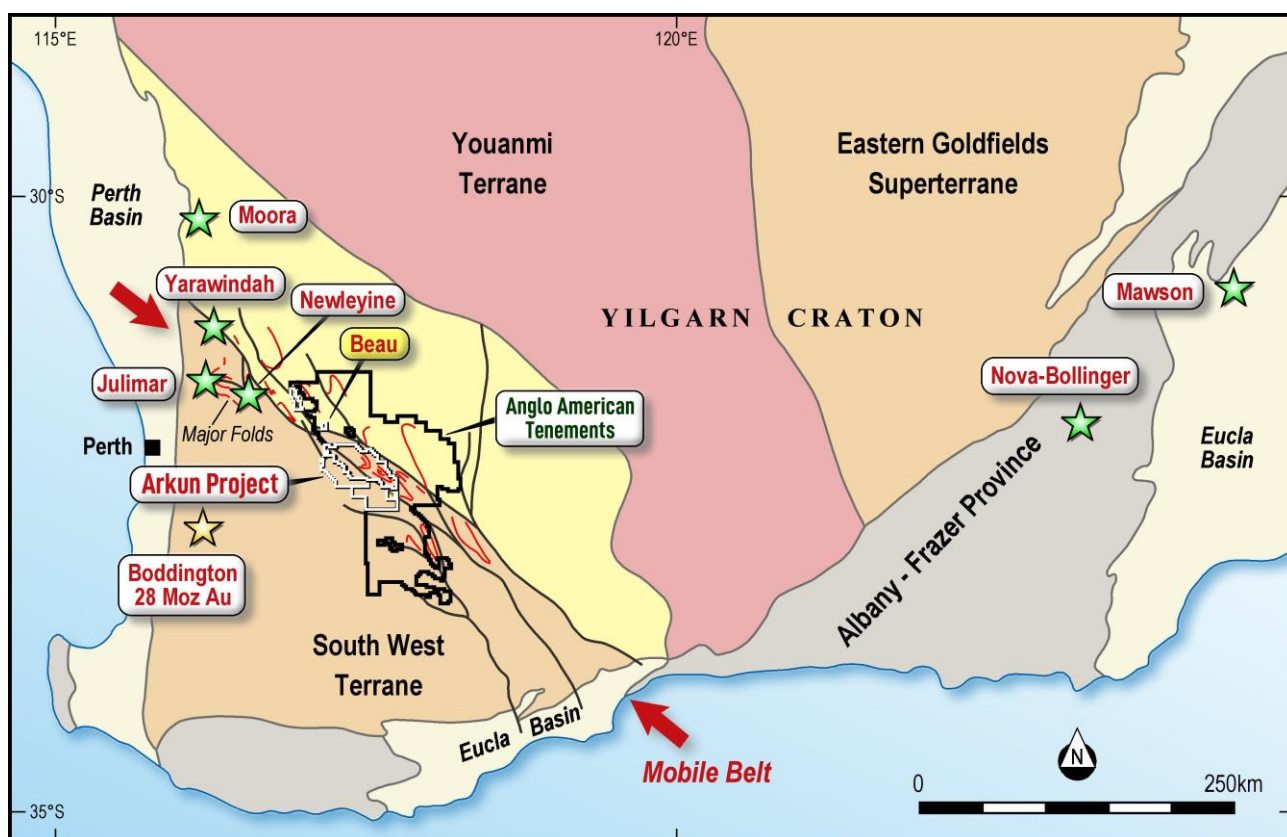 115°E
120°E
30°S
35°S
Perth
Basin
Moora
Yarawindah
Newleyine
Beau
Julimar
Major Folds
Perth
Arkun Project
Boddington
28 Moz Au
South West
Terrane
Anglo American
Tenements
Youanmi
Terrane
Eastern Goldfields
Superterrane
YILGARN CRATON
Mawson
Nova-Bollinger
Eucla
Basin
Albany - Frazer Province
Eucla Basin
Mobile Belt
N
0 250km